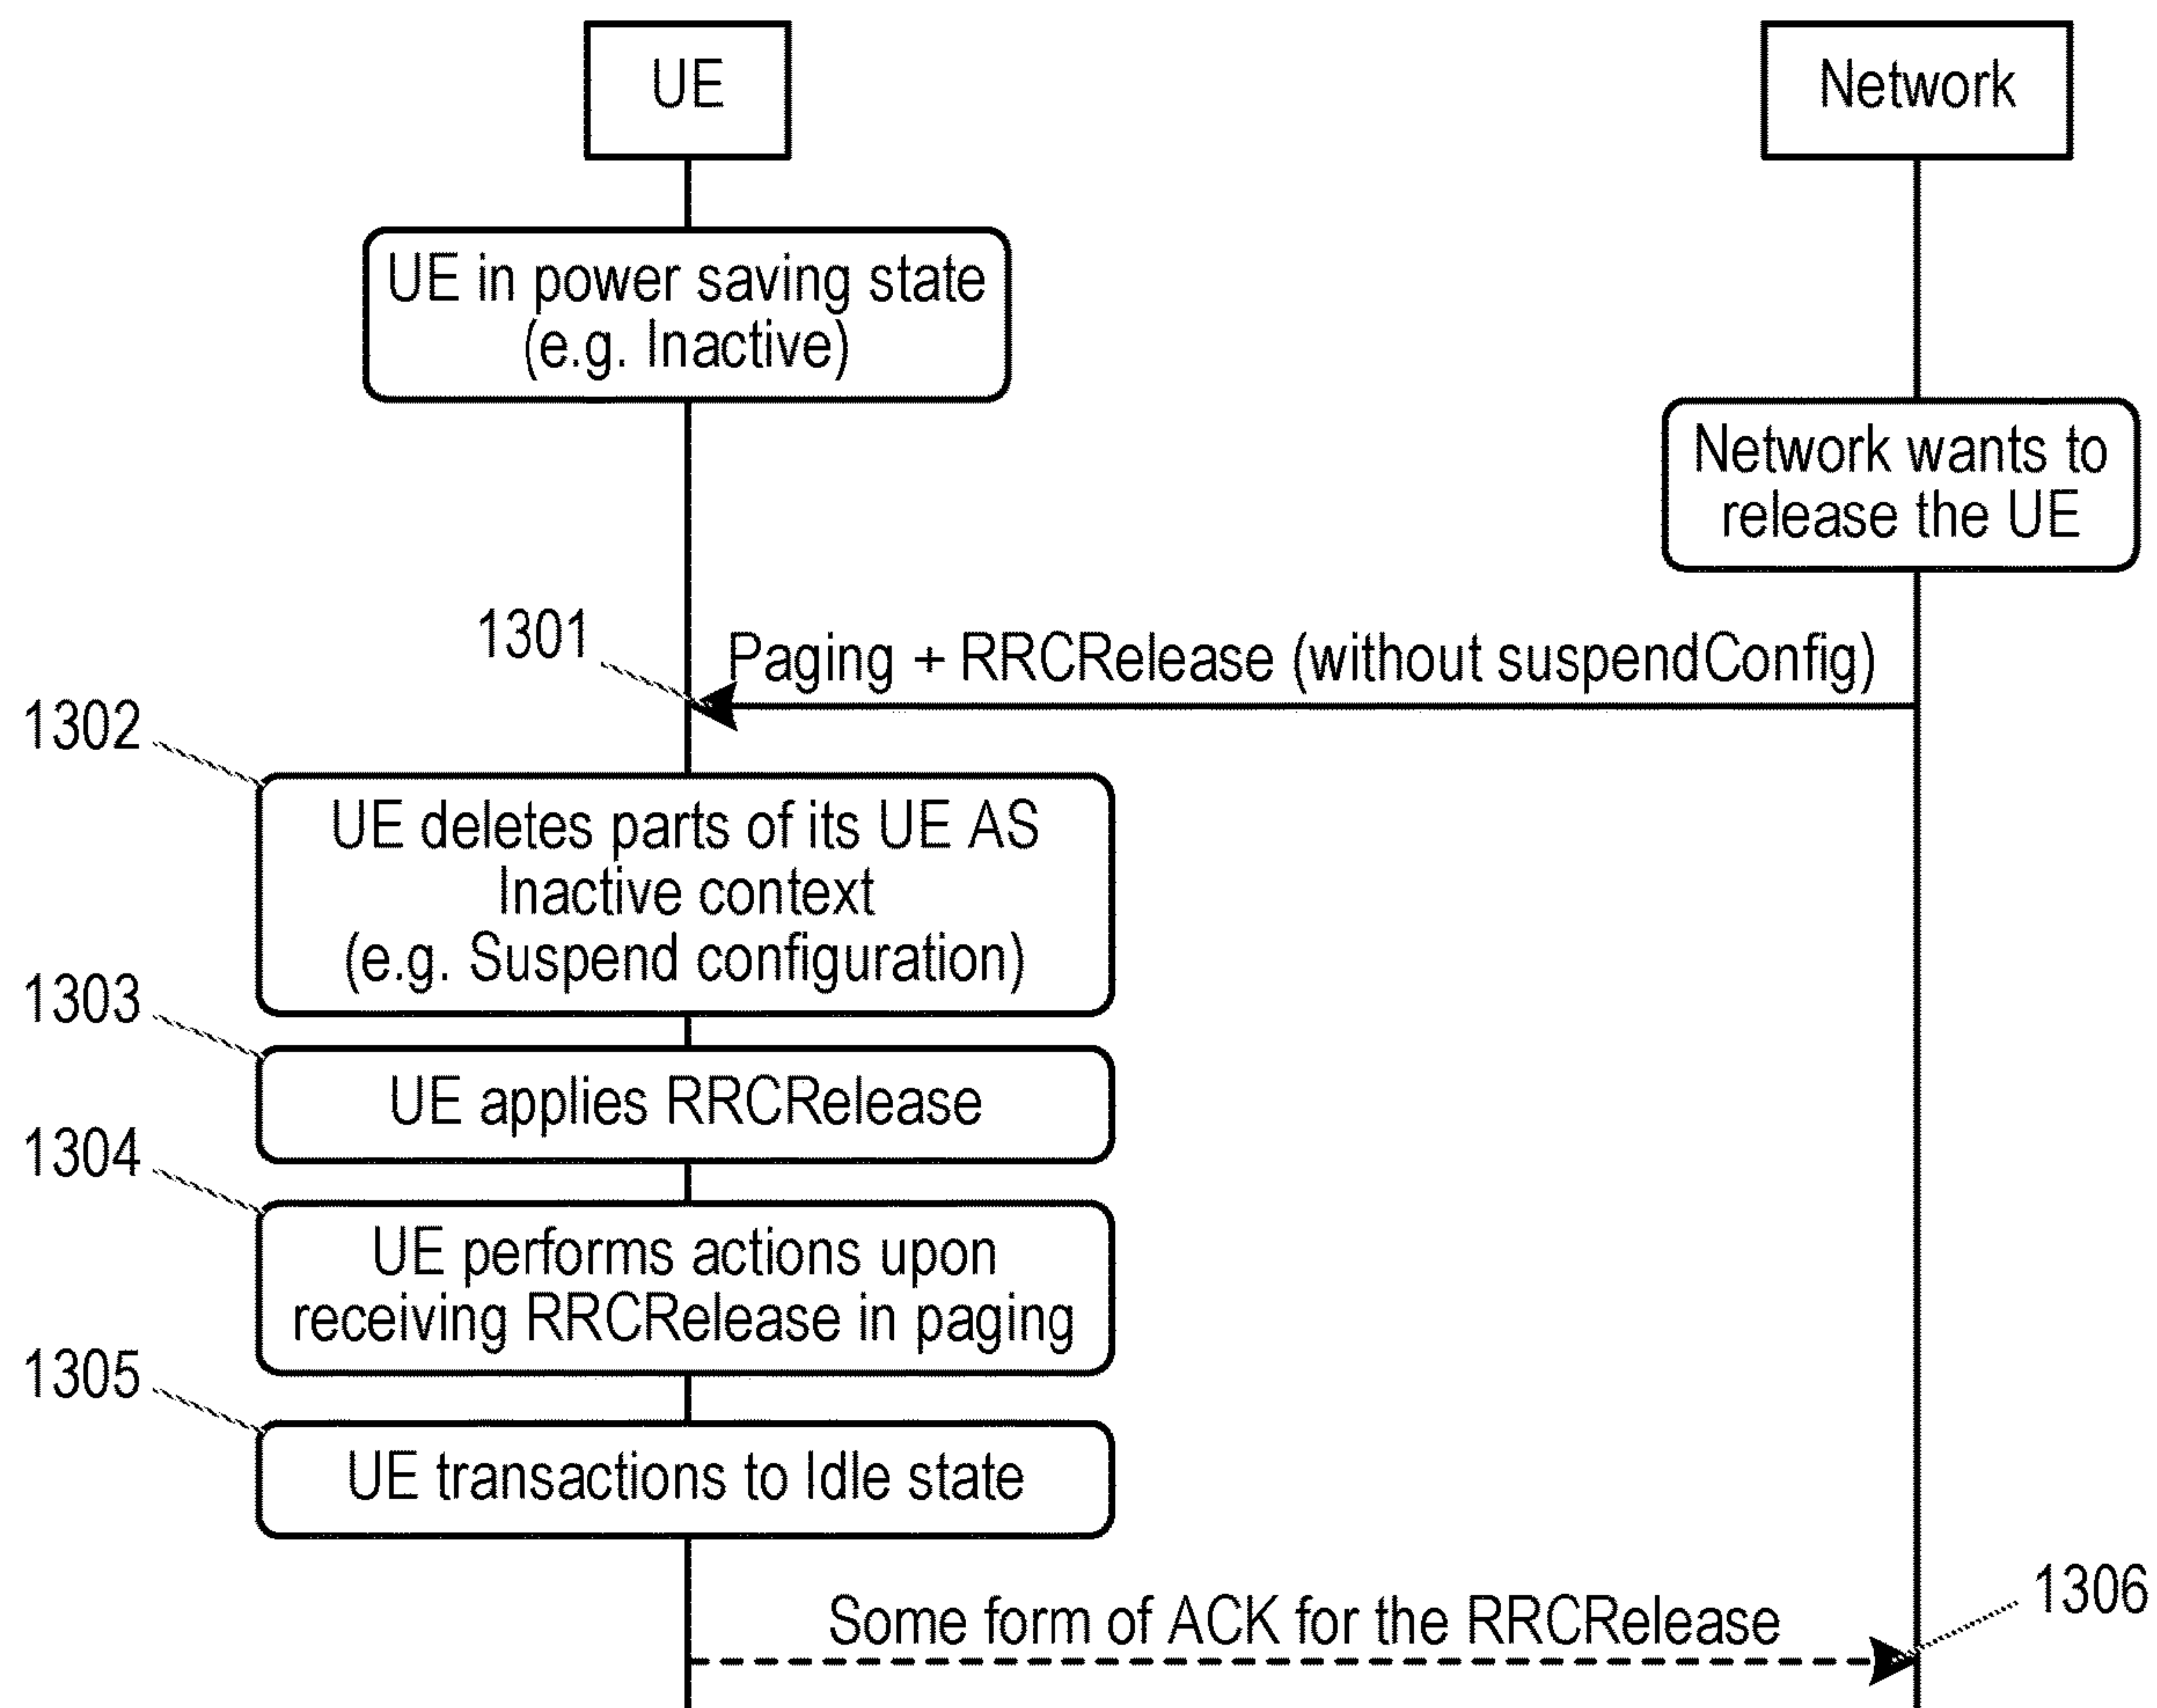 UE
Network
UE in power saving state
(e.g. Inactive)
Network wants to
release the UE
1301
Paging + RRCRelease (without suspendConfig)
1302
UE deletes parts of its UE AS
Inactive context
(e.g. Suspend configuration)
1303
UE applies RRCRelease
1304
UE performs actions upon
receiving RRCRelease in paging
1305
UE transactions to Idle state
Some form of ACK for the RRCRelease
1306